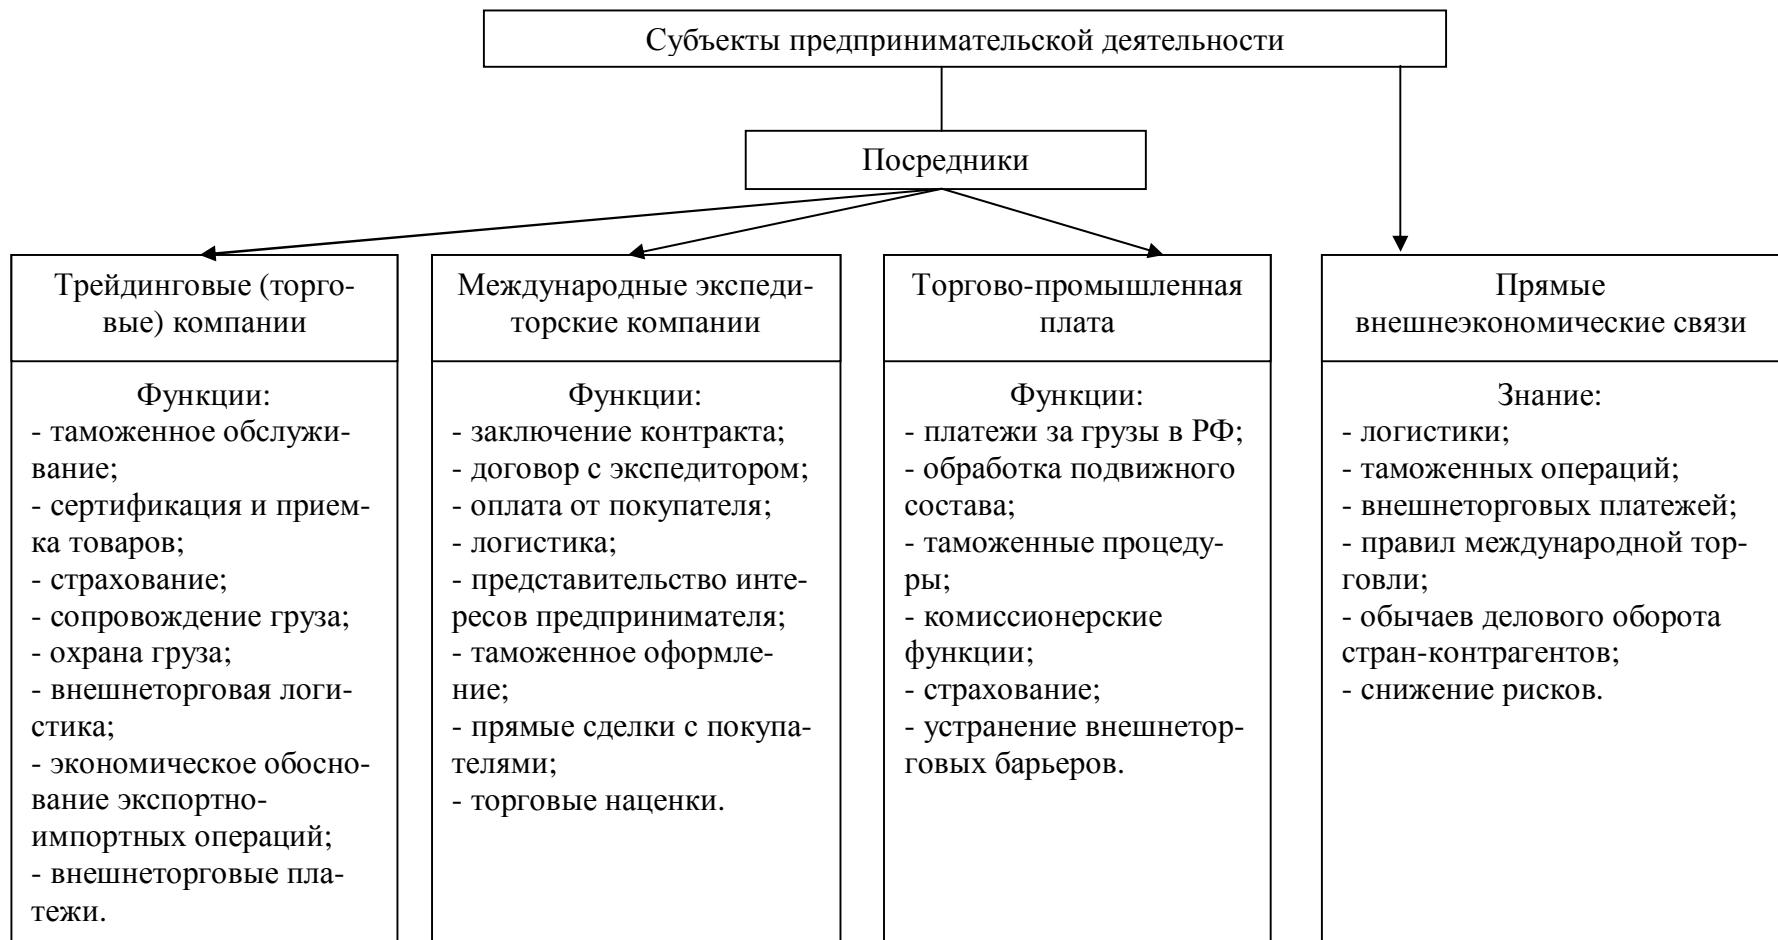 Субъекты предпринимательской деятельности
Посредники
Трейдинговые (торго-
вые) компании
Функции:
- таможенное обслужи-
вание;
- сертификация и прием-
ка товаров;
- страхование;
- сопровождение груза;
- охрана груза;
- внешнеторговая логи-
стика;
- экономическое обосно-
вание экспортно-
импортных операций;
- внешнеторговые пла-
тежи.
Международные экспеди-
торские компании
Функции:
- заключение контракта;
- договор с экспедитором;
- оплата от покупателя;
- логистика;
- представительство инте-
ресов предпринимателя;
- таможенное оформле-
ние;
- прямые сделки с покупа-
телями;
- торговые наценки.
Торгово-промышленная
плата
Функции:
- платежи за грузы в РФ;
- обработка подвижного
состава;
- таможенные процеду-
ры;
- комиссионерские
функции;
- страхование;
- устранение внешнетор-
говых барьеров.
Прямые
внешнеэкономические связи
Знание:
- логистики;
- таможенных операций;
- внешнеторговых платежей;
- правил международной тор-
говли;
- обычаев делового оборота
стран-контрагентов;
- снижение рисков.